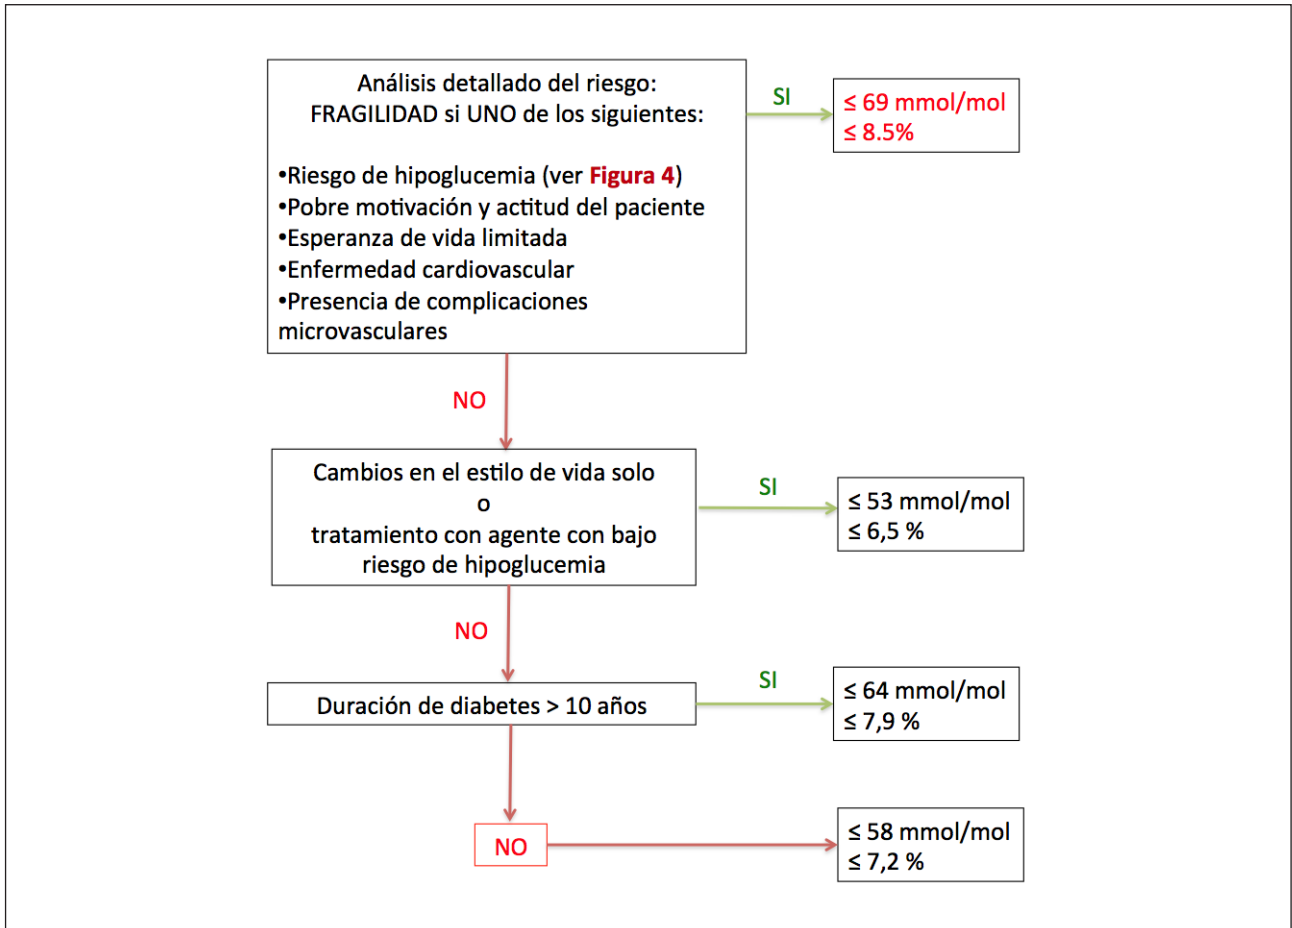 Análisis detallado del riesgo:
FRAGILIDAD si UNO de los siguientes:
•Riesgo de hipoglucemia (ver Figura 4)
•Pobre motivación y actitud del paciente
•Esperanza de vida limitada
•Enfermedad cardiovascular
•Presencia de complicaciones
microvasculares
SI
≤ 69 mmol/mol
≤ 8.5%
NO
Cambios en el estilo de vida solo
o
tratamiento con agente con bajo
riesgo de hipoglucemia
SI
≤ 53 mmol/mol
≤ 6,5 %
NO
Duración de diabetes > 10 años
SI
≤ 64 mmol/mol
≤ 7,9 %
NO
≤ 58 mmol/mol
≤ 7,2 %